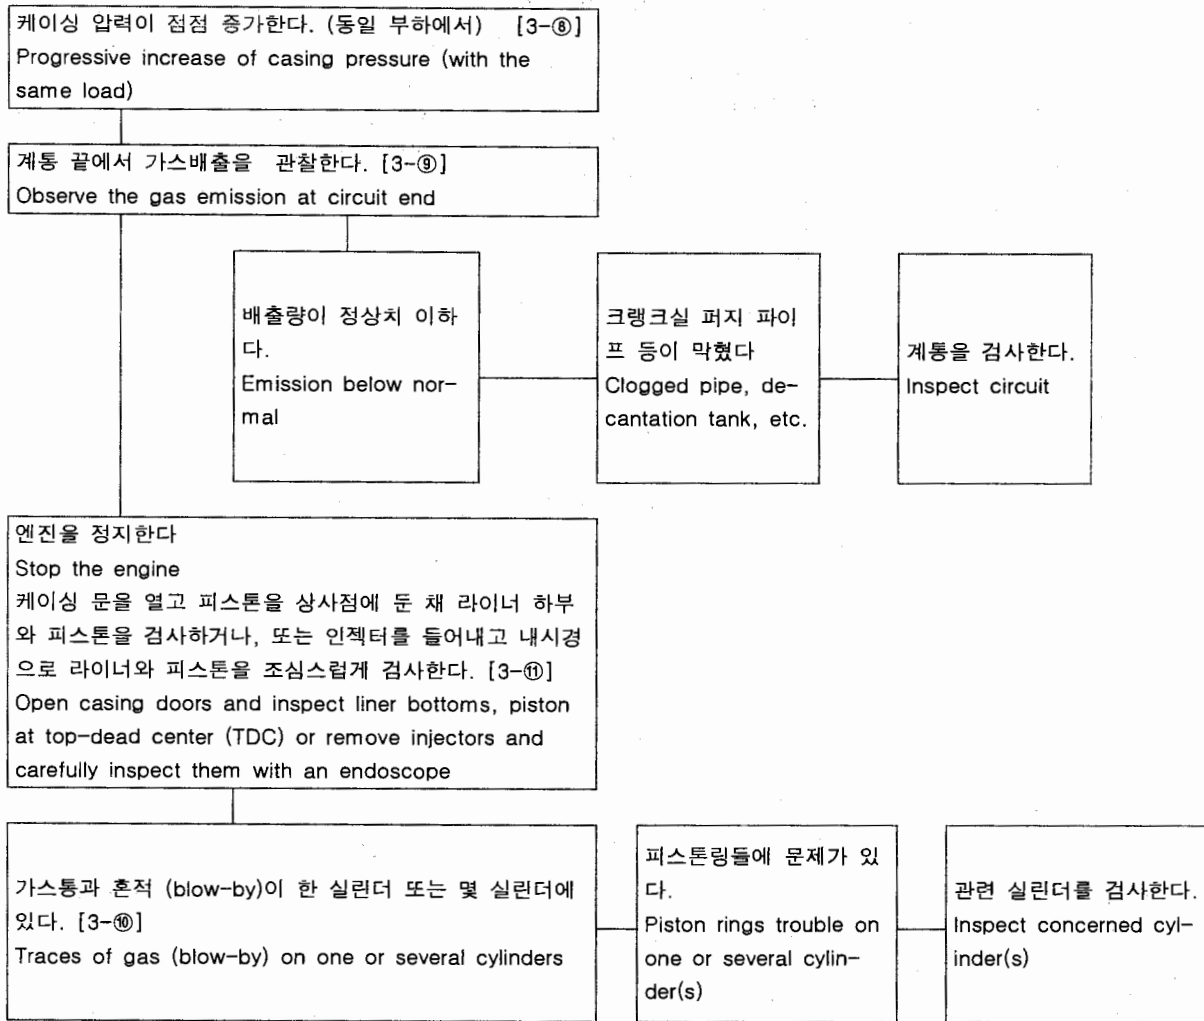 케이싱 압력이 점점 증가한다. (동일 부하에서) [3-⑧]
Progressive increase of casing pressure (with the
same load)
계통 끝에서 가스배출을 관찰한다. [3-⑨]
Observe the gas emission at circuit end
배출량이 정상치 이하
다.
Emission below nor-
mal
크랭크실 퍼지 파이
프 등이 막혔다
Clogged pipe, de-
cantation tank, etc.
계통을 검사한다.
Inspect circuit
엔진을 정지한다
Stop the engine
케이싱 문을 열고 피스톤을 상사점에 둔 채 라이너 하부
와 피스톤을 검사하거나, 또는 인젝터를 들어내고 내시경
으로 라이너와 피스톤을 조심스럽게 검사한다. [3-⑪]
Open casing doors and inspect liner bottoms, piston
at top-dead center (TDC) or remove injectors and
carefully inspect them with an endoscope
가스통과 흔적 (blow-by)이 한 실린더 또는 몇 실린더에
있다. [3-⑩]
Traces of gas (blow-by) on one or several cylinders
피스톤링들에 문제가 있
다.
Piston rings trouble on
one or several cylin-
der(s)
관련 실린더를 검사한다.
Inspect concerned cyl-
inder(s)